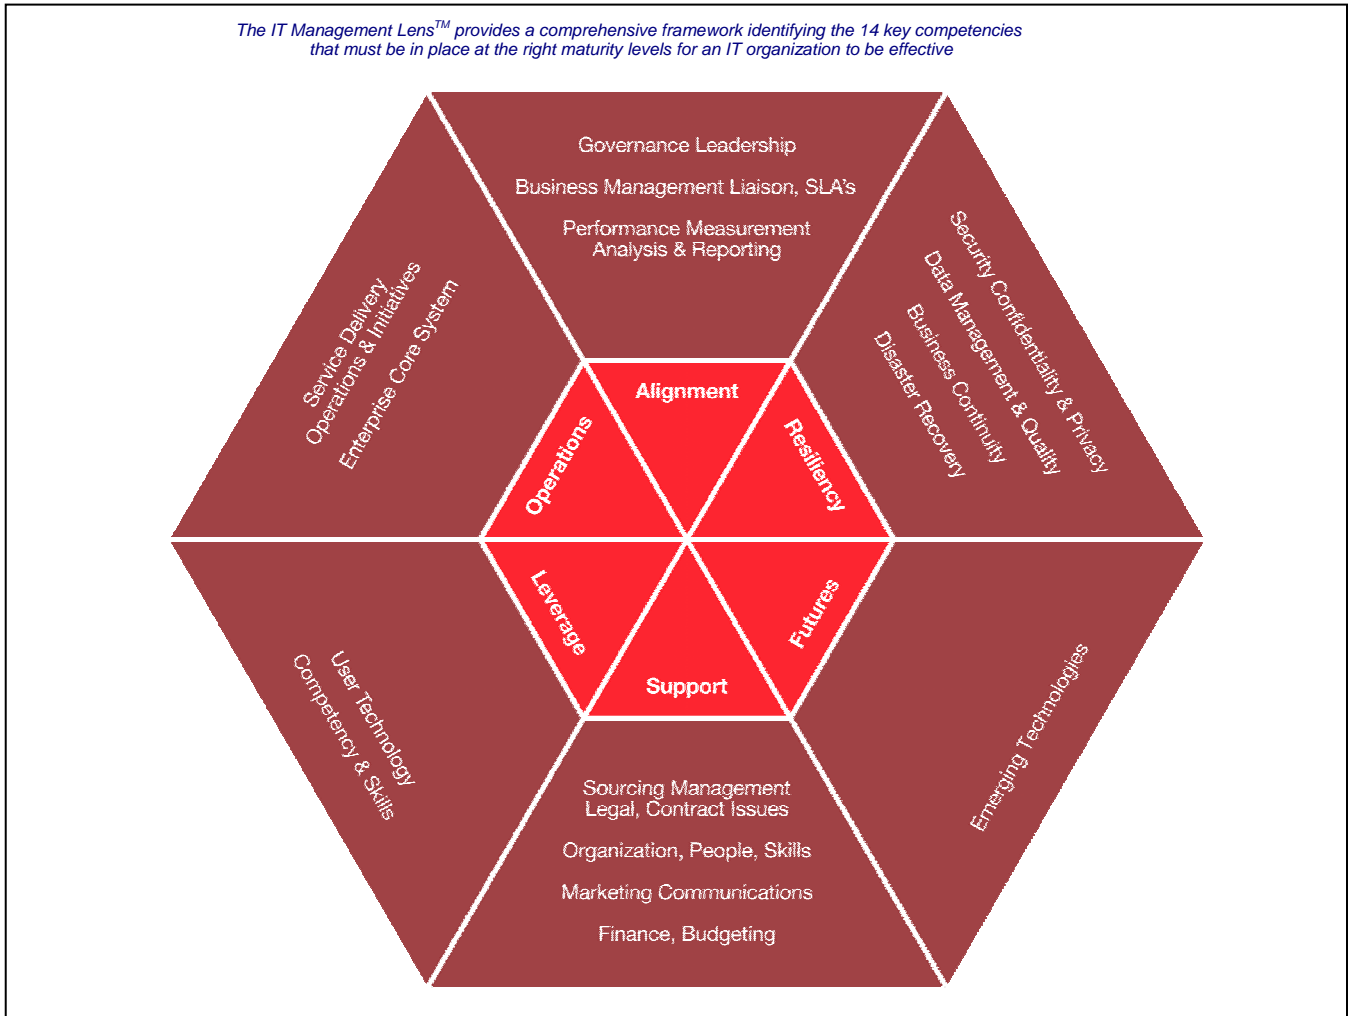 The IT Management Lens™ provides a comprehensive framework identifying the 14 key competencies
that must be in place at the right maturity levels for an IT organization to be effective
Governance Leadership
Business Management Liaison, SLA's
Performance Measurement
Analysis & Reporting
Security Confidentiality & Privacy
Data Management & Quality
Business Continuity
Disaster Recovery
Service Delivery
Operations & Initiatives
Enterprise Core System
Alignment
Operations
Resiliency
Leverage
Futures
Support
User Technology
Competency & Skills
Emerging Technologies
Sourcing Management
Legal, Contract Issues
Organization, People, Skills
Marketing Communications
Finance, Budgeting